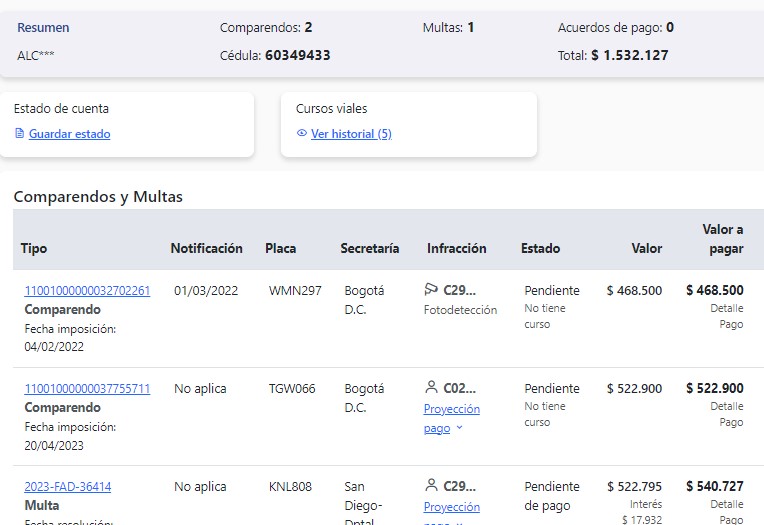 Resumen Comparendos: 2 Multas: 1 Acuerdos de pago: 0
ALC*** Cédula: 60349433 Total: $ 1.532.127
Estado de cuenta
Guardar estado
Cursos viales
Ver historial (5)
Comparendos y Multas
Tipo Notificación Placa Secretaría Infracción Estado Valor Valor a pagar
11001000000032702261 01/03/2022 WMN297 Bogotá C29... Pendiente $ 468.500 $ 468.500
Comparendo D.C. Fotodetección No tiene Detalle
Fecha imposición: curso Pago
04/02/2022
11001000000037755711 No aplica TGW066 Bogotá C02... Pendiente $ 522.900 $ 522.900
Comparendo D.C. Proyección No tiene Detalle
Fecha imposición: pago curso Pago
20/04/2023
2023-FAD-36414 No aplica KNL808 San C29... Pendiente $ 522.795 $ 540.727
Multa Diego- Proyección de pago Interés Detalle
Fecha resolución: Dptal pago $ 17.932 Pago